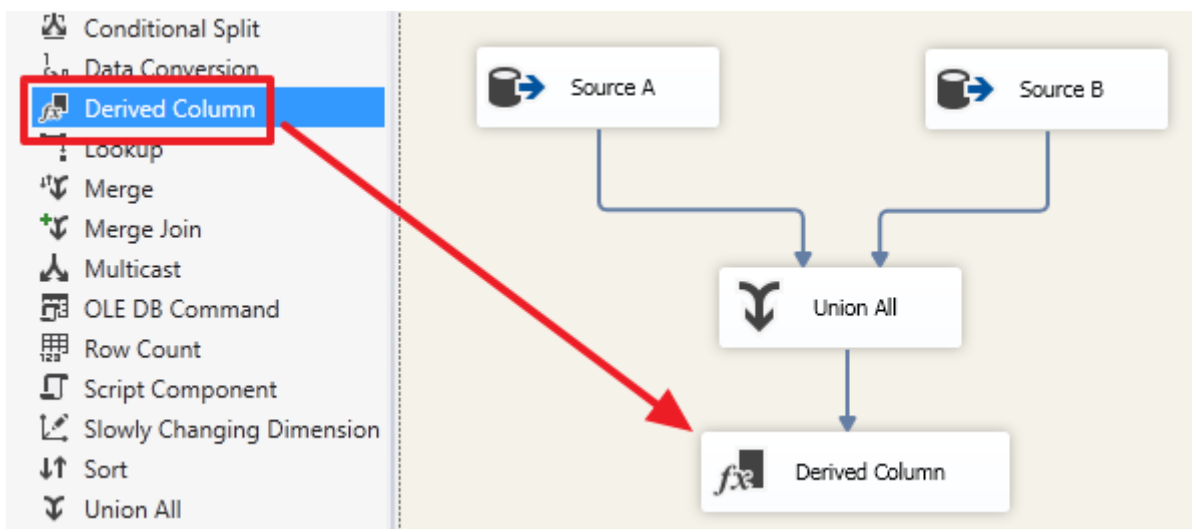 Conditional Split
Data Conversion
Derived Column
Lookup
Merge
Merge Join
Multicast
OLE DB Command
Row Count
Script Component
Slowly Changing Dimension
Sort
Union All
Source A
Source B
Union All
Derived Column